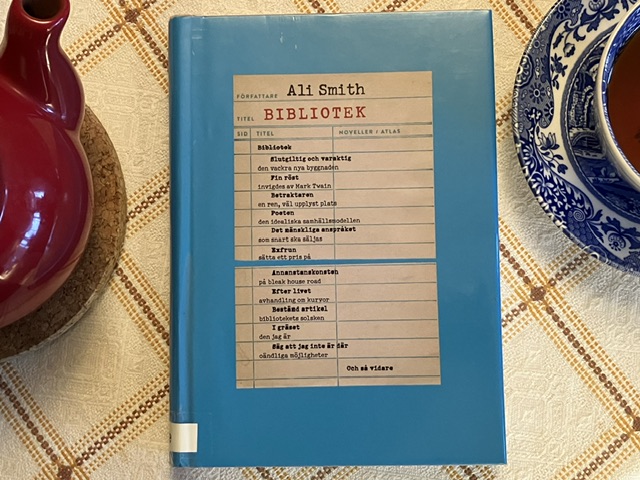 FÖRFATTARE Ali Smith
TITEL BIBLIOTEK
SID TITEL NOVELLER / ATLAS
Bibliotek
Slutgiltig och varaktig
den vackra nya byggnaden
Fin röst
invigdes av Mark Twain
Betraktaren
en ren, väl upplyst plats
Poeten
den idealiska samhällsmodellen
Det mänskliga anspråket
som snart ska säljas
Exfrun
sätta ett pris på
Annanstanskonsten
på bleak house road
Efter livet
avhandling om kurvor
Bestämd artikel
bibliotekets solsken
I gräset
den jag är
Säg att jag inte är där
oändliga möjligheter
Och så vidare